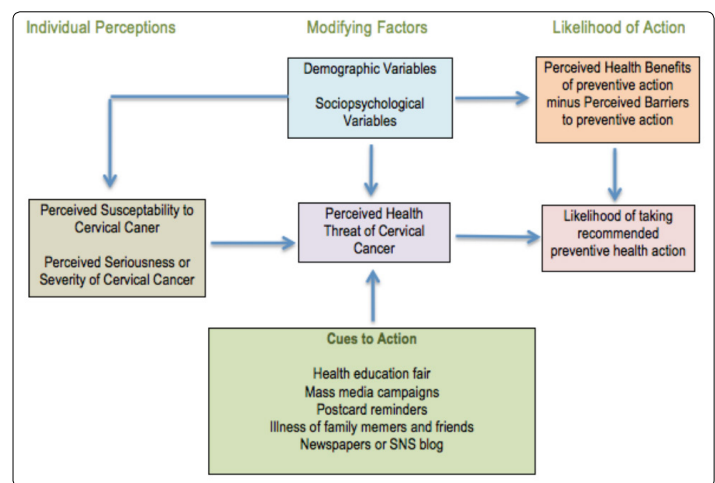 Individual Perceptions
Modifying Factors
Likelihood of Action
Demographic Variables
Sociopsychological
Variables
Perceived Health Benefits
of preventive action
minus Perceived Barriers
to preventive action
Perceived Susceptability to
Cervical Caner
Perceived Seriousness or
Severity of Cervical Cancer
Perceived Health
Threat of Cervical
Cancer
Likelihood of taking
recommended
preventive health action
Cues to Action
Health education fair
Mass media campaigns
Postcard reminders
Illness of family memers and friends
Newspapers or SNS blog